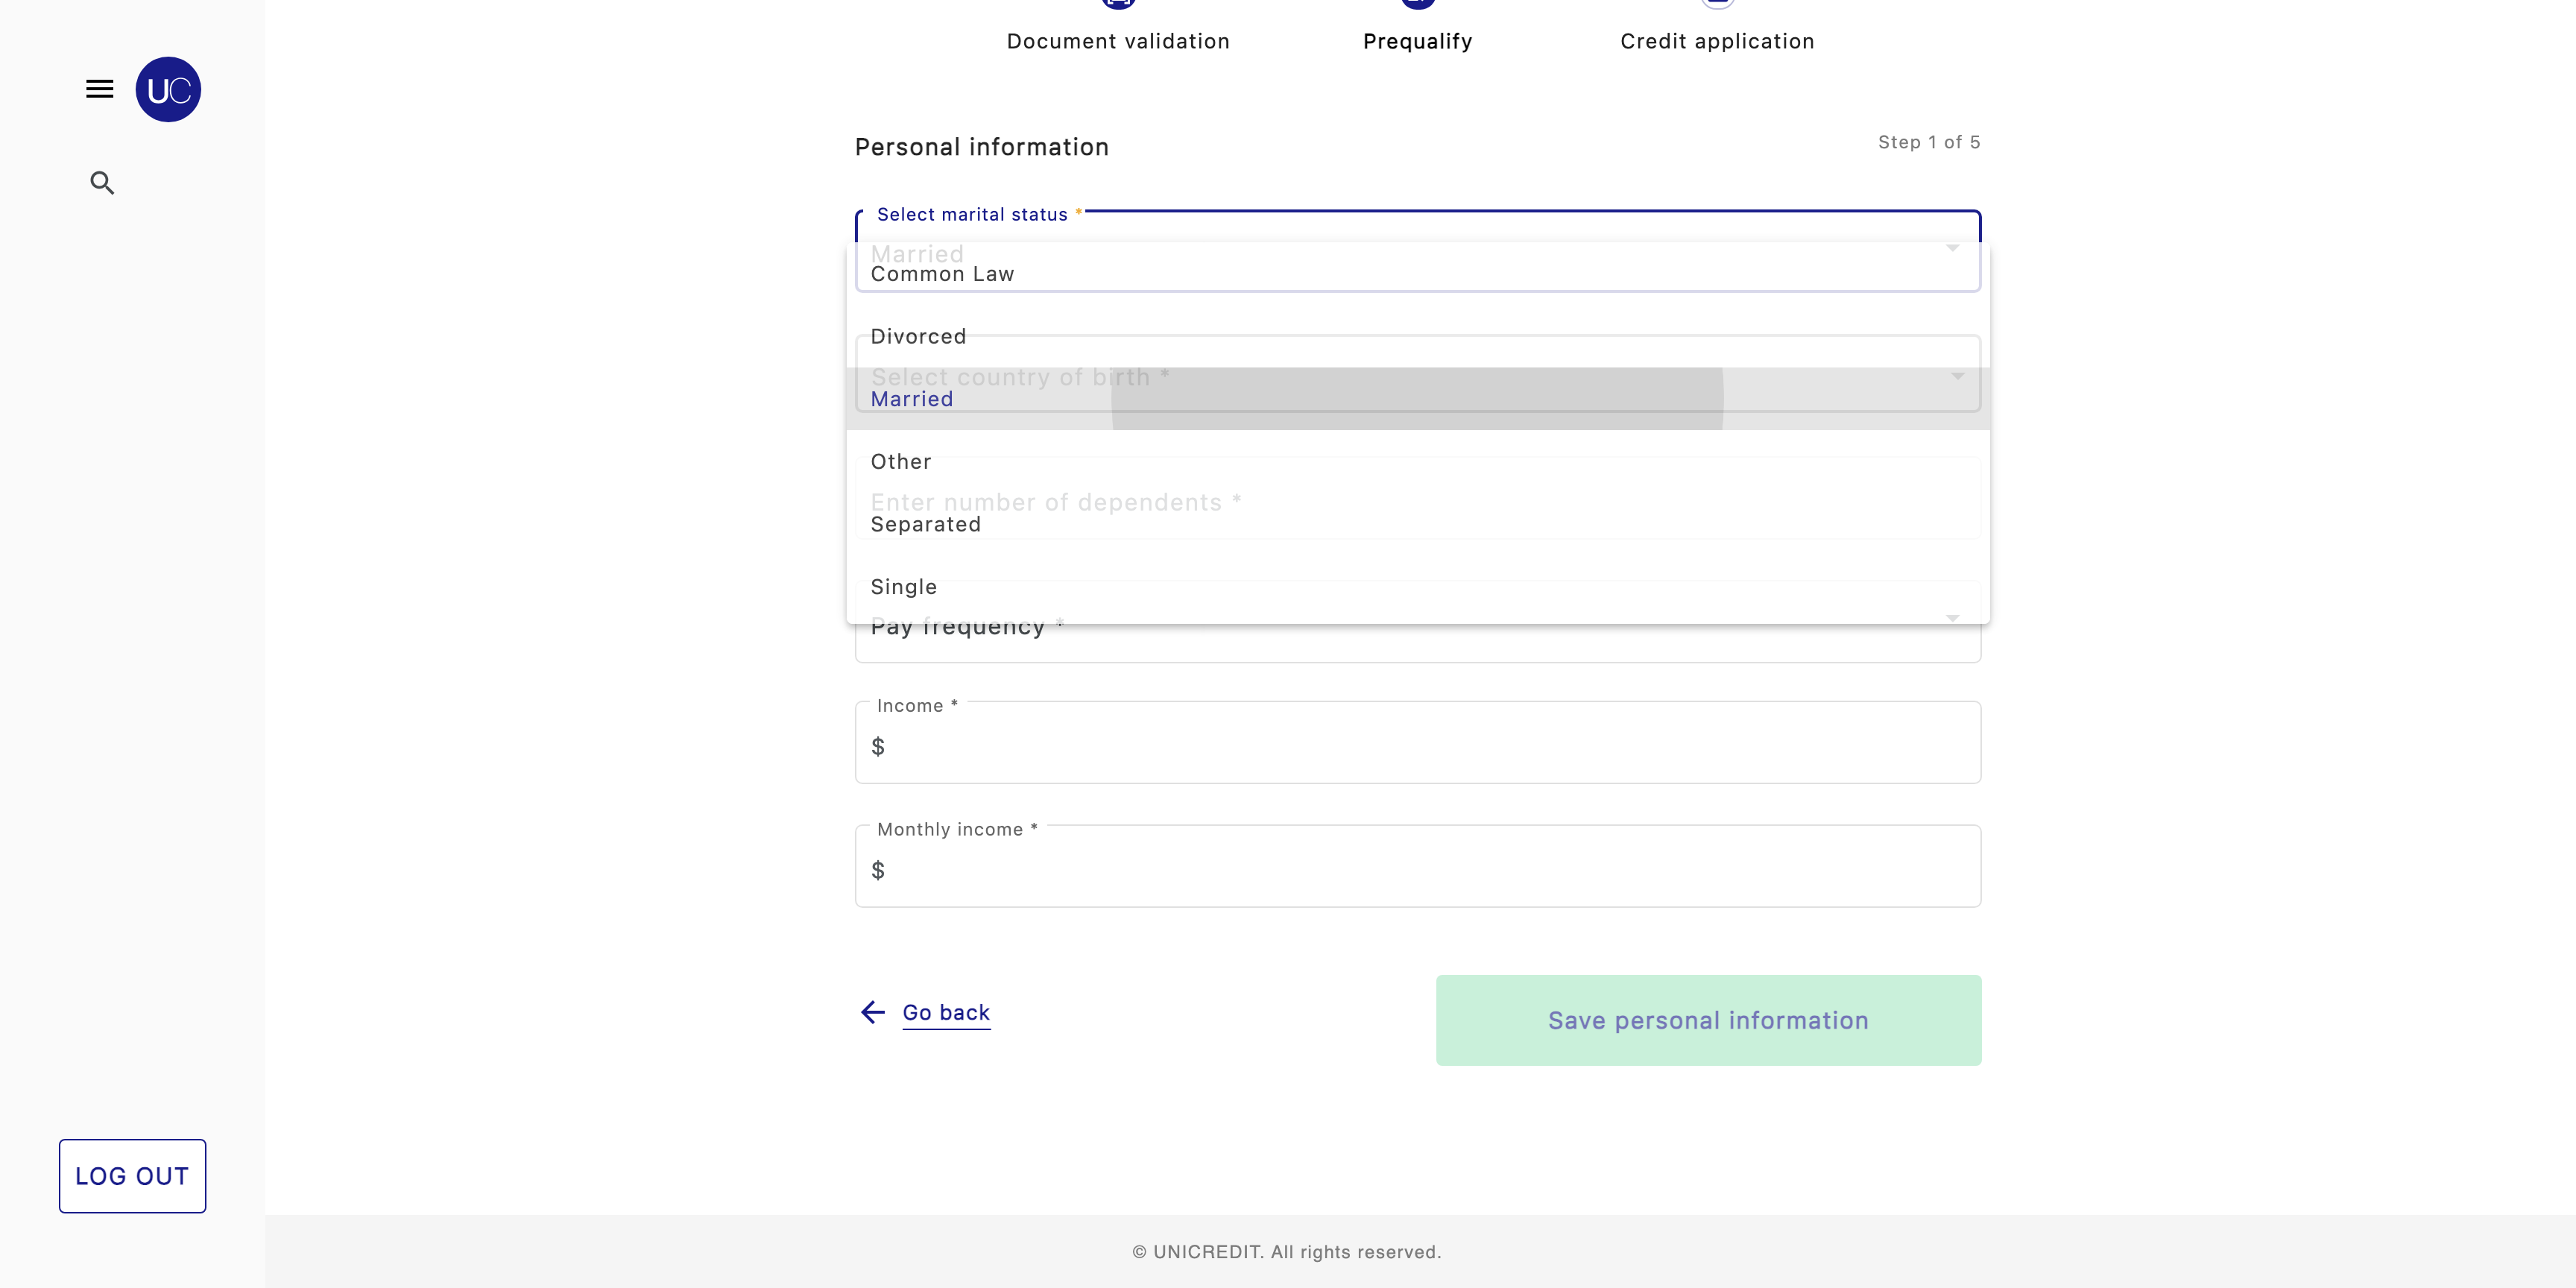 Document validation
Prequalify
Credit application
UC
Personal information
Step 1 of 5
Select marital status *
Married
Common Law
Divorced
Select country of birth *
Married
Other
Enter number of dependents *
Separated
Single
Pay frequency *
Income *
$
Monthly income *
$
Go back
Save personal information
LOG OUT
© UNICREDIT. All rights reserved.